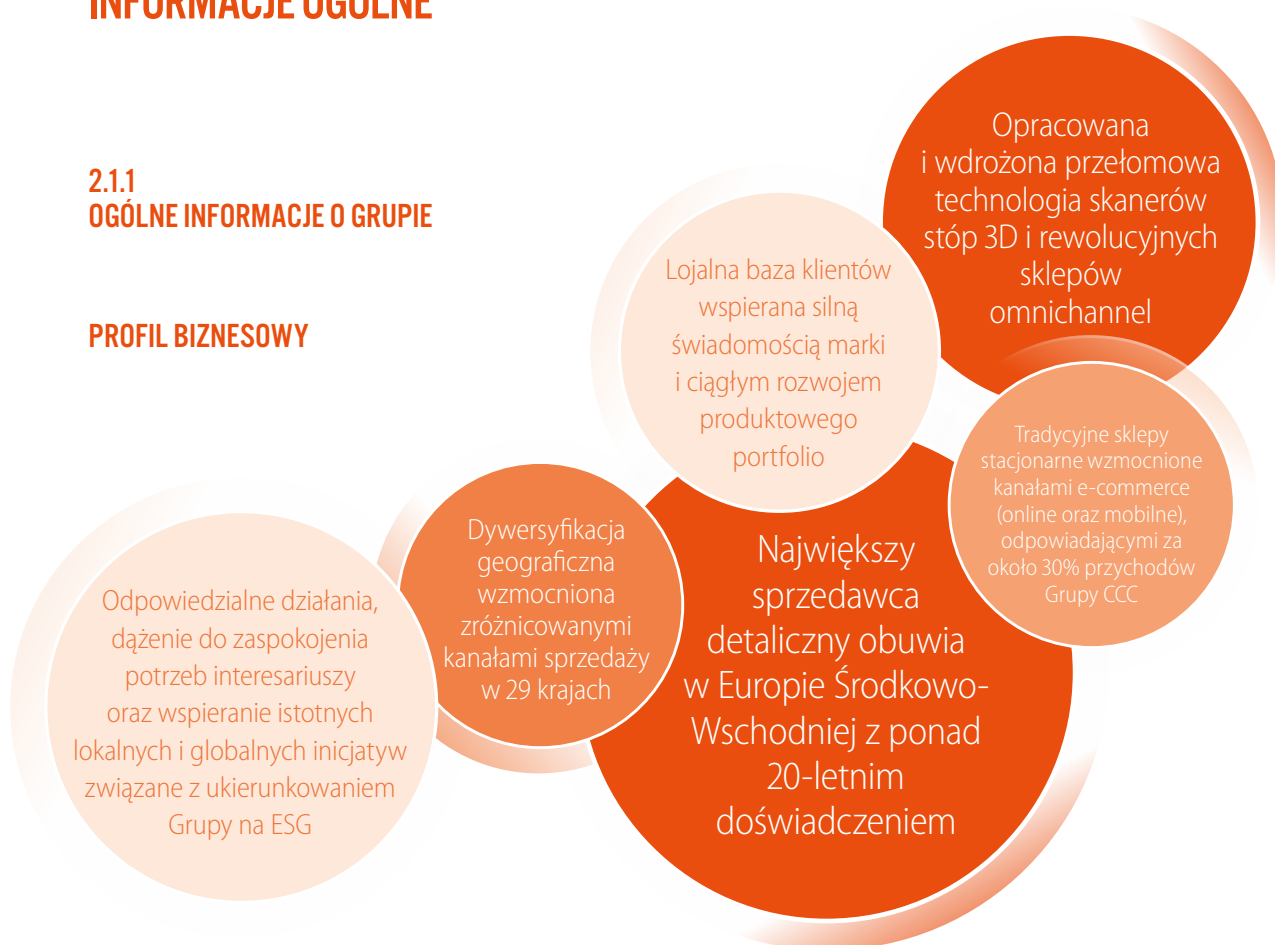 INFORMACJE OGÓLNE
2.1.1
OGÓLNE INFORMACJE O GRUPIE
PROFIL BIZNESOWY
Opracowana
i wdrożona przełomowa
technologia skanerów
stóp 3D i rewolucyjnych
sklepów
omnichannel
Lojalna baza klientów
wspierana silną
świadomością marki
i ciągłym rozwojem
produktowego
portfolio
Tradycyjne sklepy
stacjonarne wzmocnione
kanałami e-commerce
(online oraz mobilne),
odpowiadającymi za
około 30% przychodów
Grupy CCC
Dywersyfikacja
geograficzna
wzmocniona
zróżnicowanymi
kanałami sprzedaży
w 29 krajach
Największy
sprzedawca
detaliczny obuwia
w Europie Środkowo-
Wschodniej z ponad
20-letnim
doświadczeniem
Odpowiedzialne działania,
dążenie do zaspokojenia
potrzeb interesariuszy
oraz wspieranie istotnych
lokalnych i globalnych inicjatyw
związane z ukierunkowaniem
Grupy na ESG